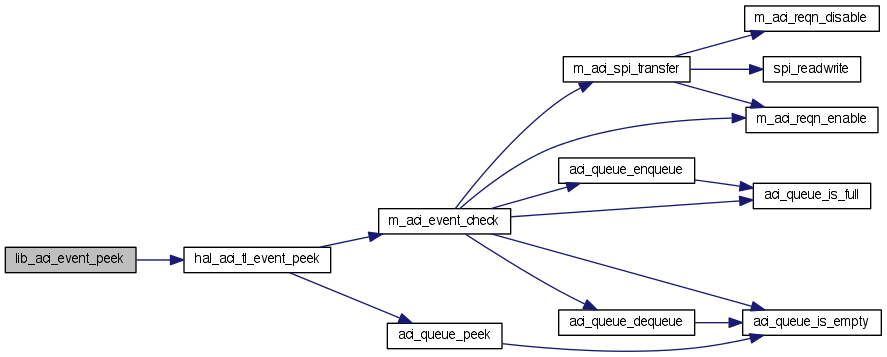 m_aci_reqn_disable
m_aci_spi_transfer
spi_readwrite
m_aci_reqn_enable
aci_queue_enqueue
aci_queue_is_full
m_aci_event_check
lib_aci_event_peek
hal_aci_tl_event_peek
aci_queue_dequeue
aci_queue_is_empty
aci_queue_peek